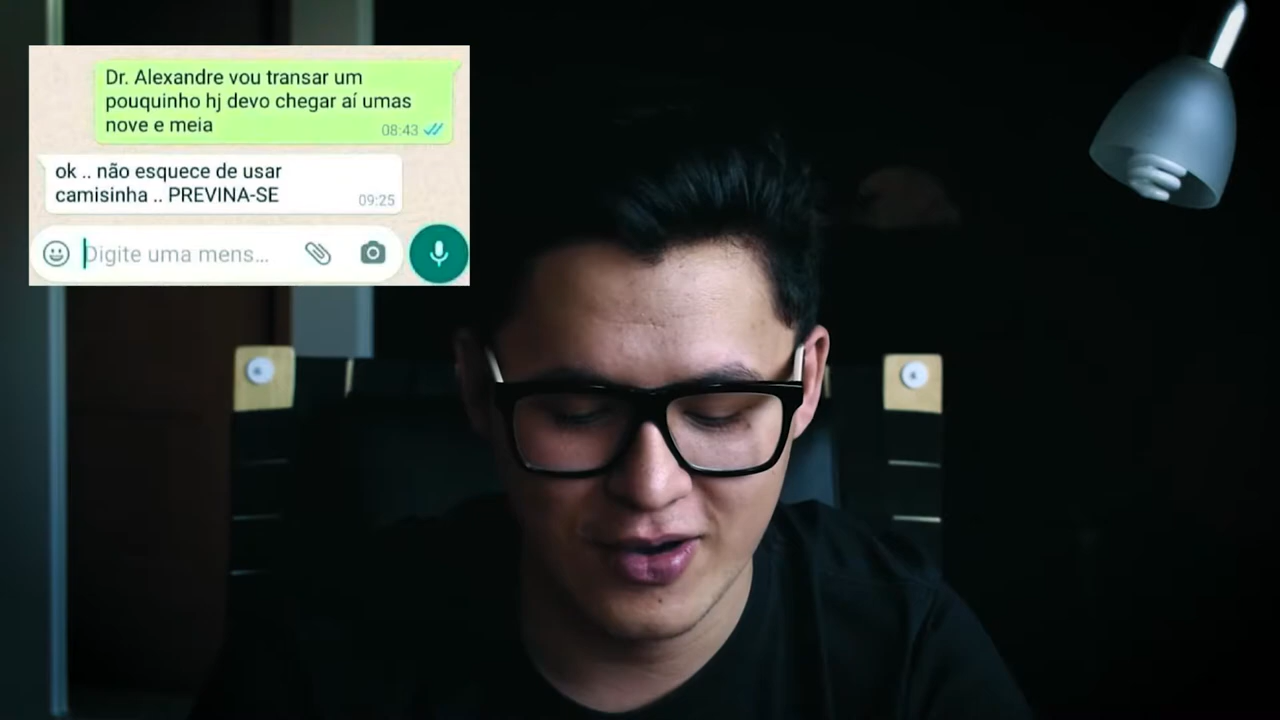 Dr. Alexandre vou transar um
pouquinho hj devo chegar aí umas
nove e meia
08:43
ok .. não esquece de usar
camisinha .. PREVINA-SE
09:25
Digite uma mens...